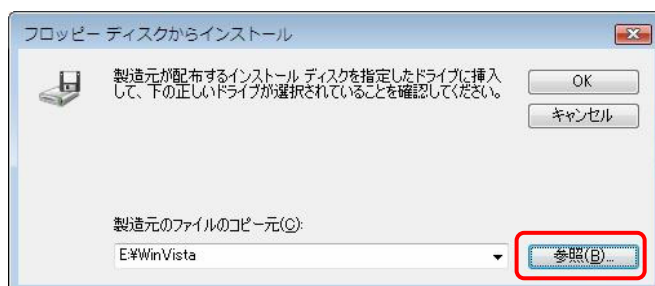 フロッピー ディスクからインストール
製造元が配布するインストール ディスクを指定したドライブに挿入
して、下の正しいドライブが選択されていることを確認してください。
OK
キャンセル
製造元のファイルのコピー元(C):
E:¥WinVista
参照(B)...